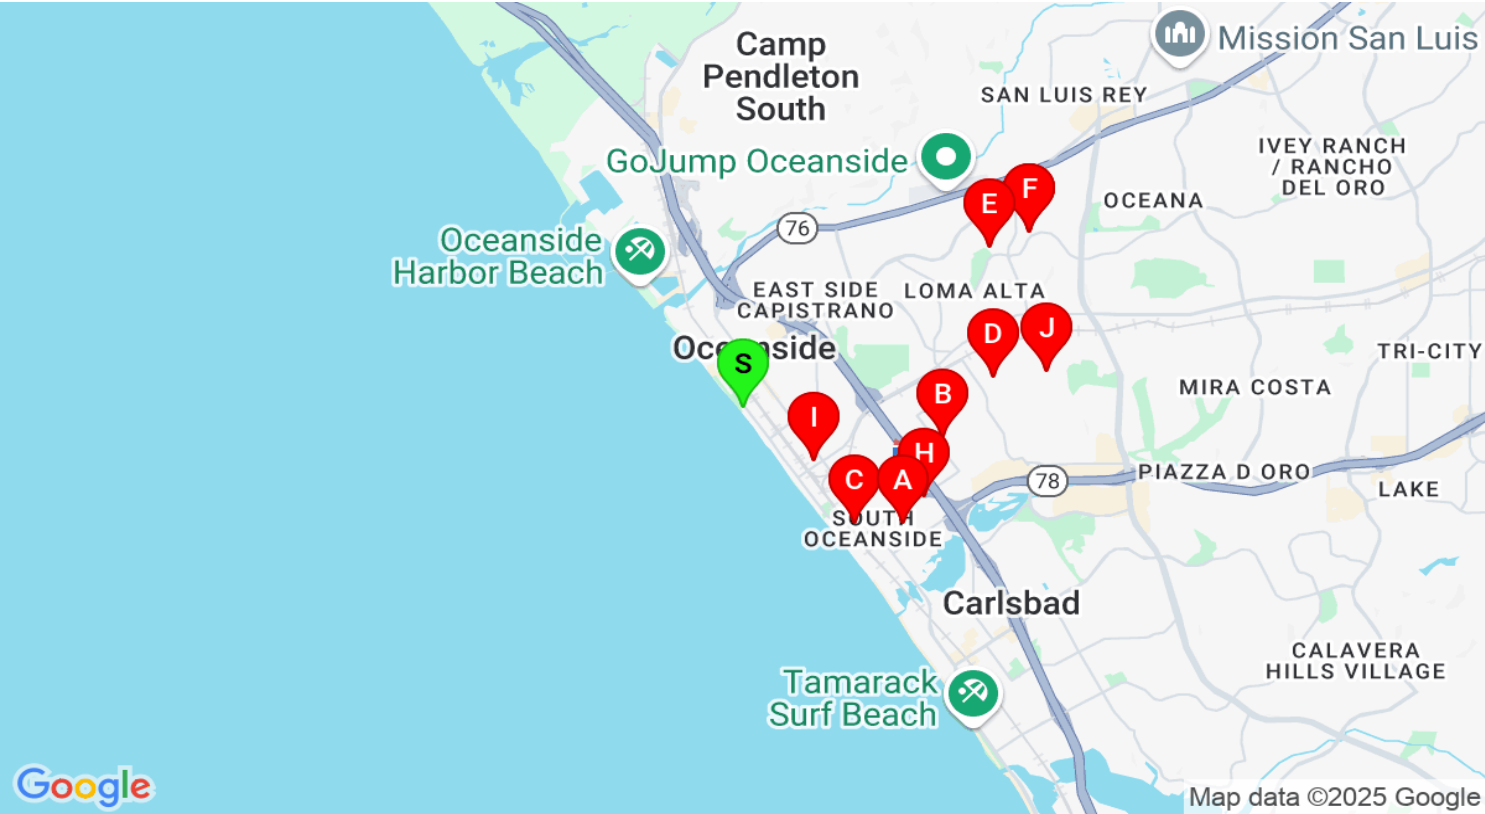 Camp
Pendleton
South
Mission San Luis
SAN LUIS REY
GoJump Oceanside
IVEY RANCH
/ RANCHO
DEL ORO
F
E
OCEANA
76
Oceanside
Harbor Beach
EAST SIDE
CAPISTRANO
LOMA ALTA
D
J
Oceanside
S
TRI-CITY
MIRA COSTA
B
I
H
C
A
78
PIAZZA D ORO
LAKE
SOUTH
OCEANSIDE
Carlsbad
CALAVERA
HILLS VILLAGE
Tamarack
Surf Beach
Google
Map data ©2025 Google